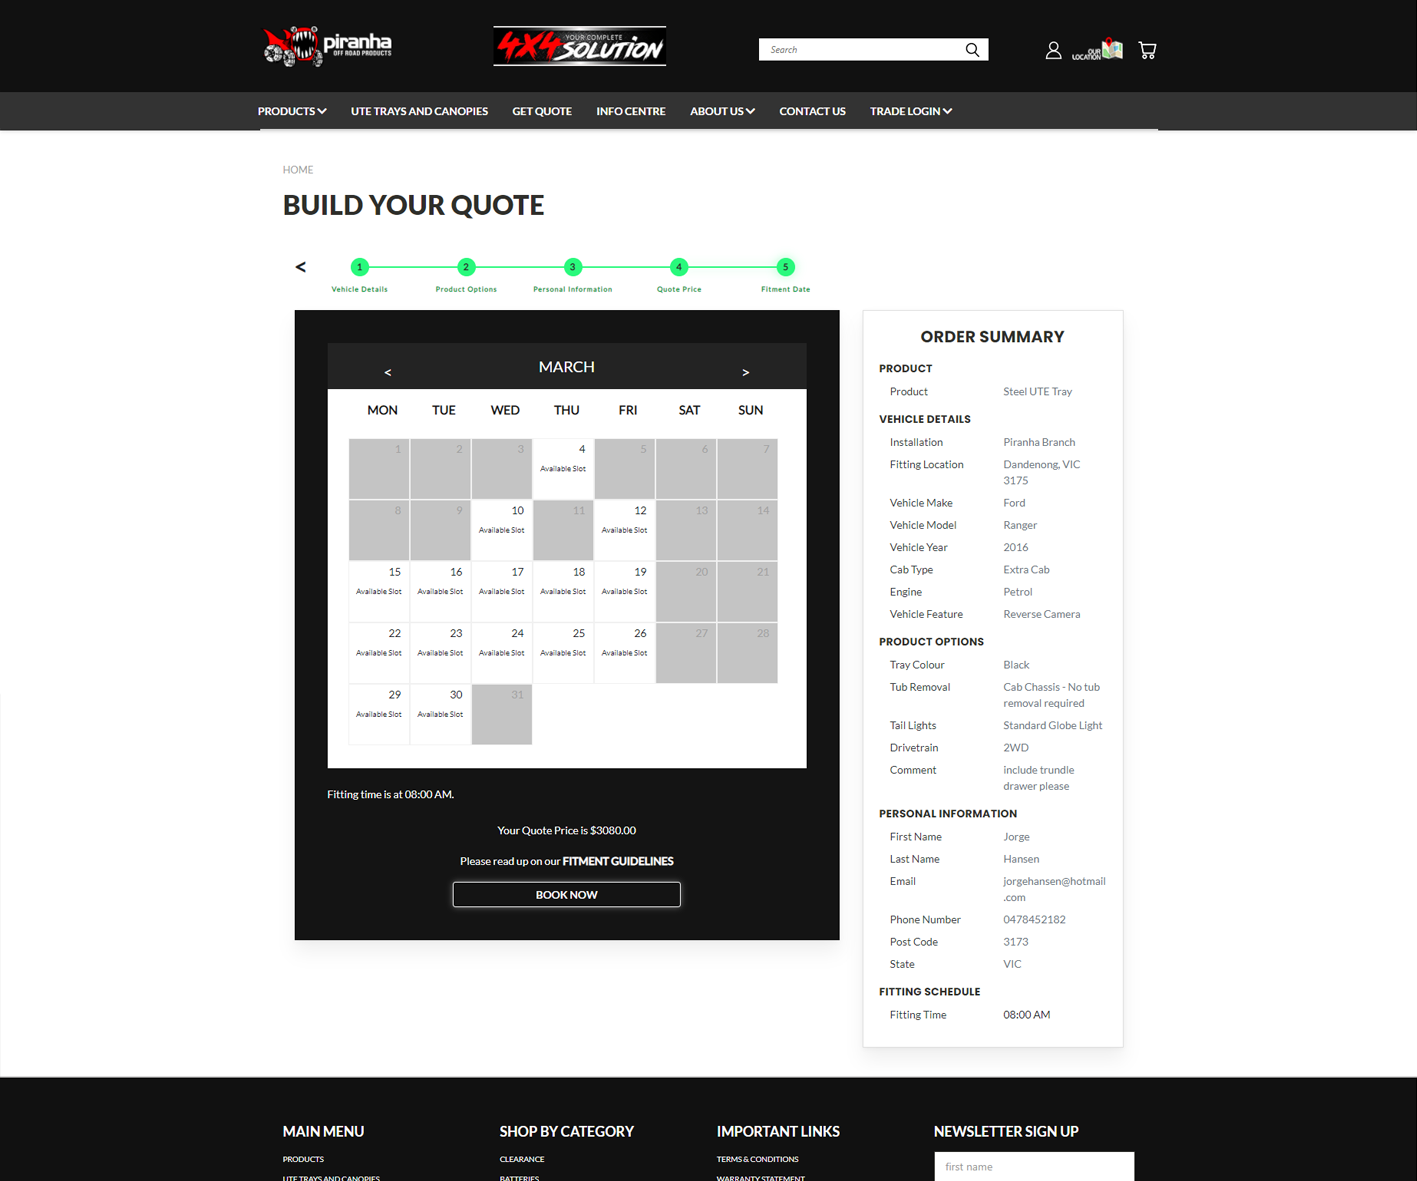 piranha
OFF ROAD PRODUCTS
YOUR COMPLETE
4X4 SOLUTION
Search
OUR
LOCATION
PRODUCTS UTE TRAYS AND CANOPIES GET QUOTE INFO CENTRE ABOUT US CONTACT US TRADE LOGIN
HOME
BUILD YOUR QUOTE
< 1 2 3 4 5
Vehicle Details Product Options Personal Information Quote Price Fitment Date
< MARCH >
MON TUE WED THU FRI SAT SUN
1 2 3 4 5 6 7
Available Slot
8 9 10 11 12 13 14
Available Slot Available Slot
15 16 17 18 19 20 21
Available Slot Available Slot Available Slot Available Slot Available Slot
22 23 24 25 26 27 28
Available Slot Available Slot Available Slot Available Slot Available Slot
29 30 31
Available Slot Available Slot
Fitting time is at 08:00 AM.
Your Quote Price is $3080.00
Please read up on our FITMENT GUIDELINES
BOOK NOW
ORDER SUMMARY
PRODUCT
Product Steel UTE Tray
VEHICLE DETAILS
Installation Piranha Branch
Fitting Location Dandenong, VIC
3175
Vehicle Make Ford
Vehicle Model Ranger
Vehicle Year 2016
Cab Type Extra Cab
Engine Petrol
Vehicle Feature Reverse Camera
PRODUCT OPTIONS
Tray Colour Black
Tub Removal Cab Chassis - No tub
removal required
Tail Lights Standard Globe Light
Drivetrain 2WD
Comment include trundle
drawer please
PERSONAL INFORMATION
First Name Jorge
Last Name Hansen
Email jorgehansen@hotmail
.com
Phone Number 0478452182
Post Code 3173
State VIC
FITTING SCHEDULE
Fitting Time 08:00 AM
MAIN MENU
PRODUCTS
UTE TRAYS AND CANOPIES
SHOP BY CATEGORY
CLEARANCE
BATTERIES
IMPORTANT LINKS
TERMS & CONDITIONS
WARRANTY STATEMENT
NEWSLETTER SIGN UP
first name